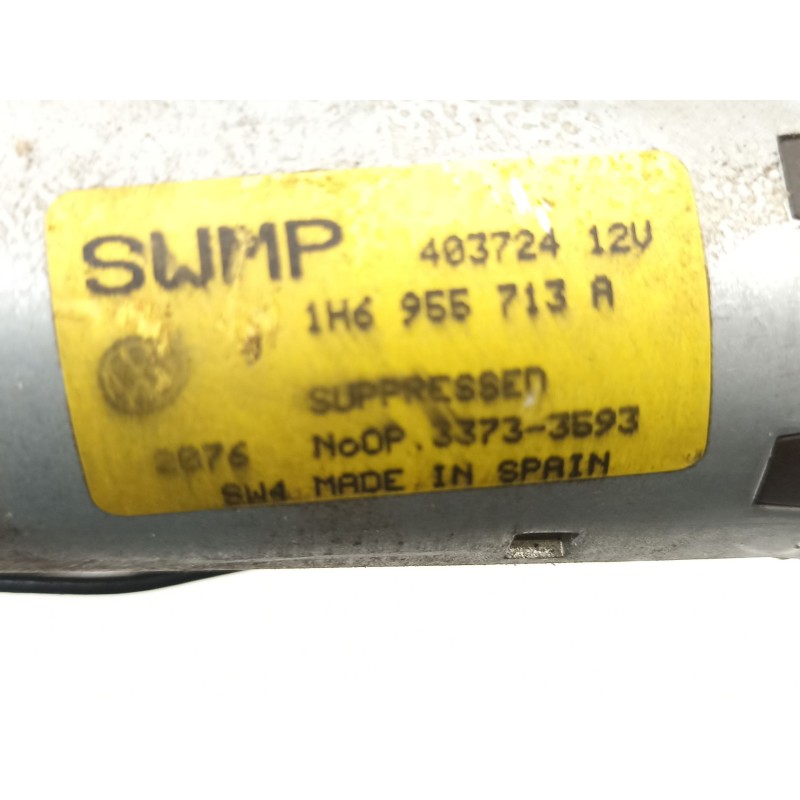 SWMP 403724 12V
1H6 955 713 A
SUPPRESSED
2076 NoOP. 3373-3593
SW4 MADE IN SPAIN